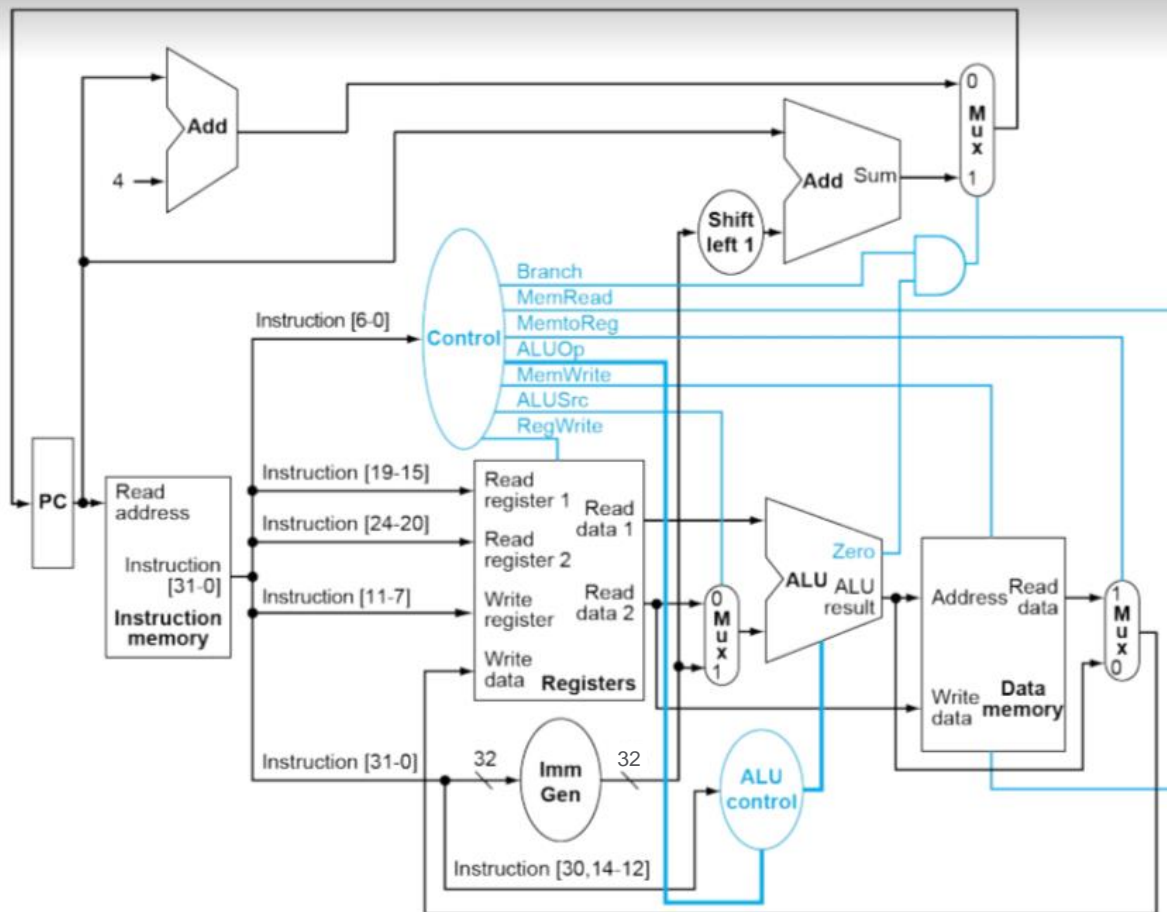 Add
4
0
M
u
x
1
Add Sum
Shift
left 1
Branch
MemRead
MemtoReg
ALUOp
MemWrite
ALUSrc
RegWrite
Instruction [6-0]
Control
PC
Read
address
Instruction
[31-0]
Instruction
memory
Instruction [19-15]
Instruction [24-20]
Instruction [11-7]
Instruction [31-0]
Read
register 1
Read
register 2
Write
register
Write
data
Read
data 1
Read
data 2
Registers
0
M
u
x
1
Zero
ALU
ALU
result
Address
Read
data
Write
data
Data
memory
1
M
u
x
0
32
Imm
Gen
32
ALU
control
Instruction [30,14-12]